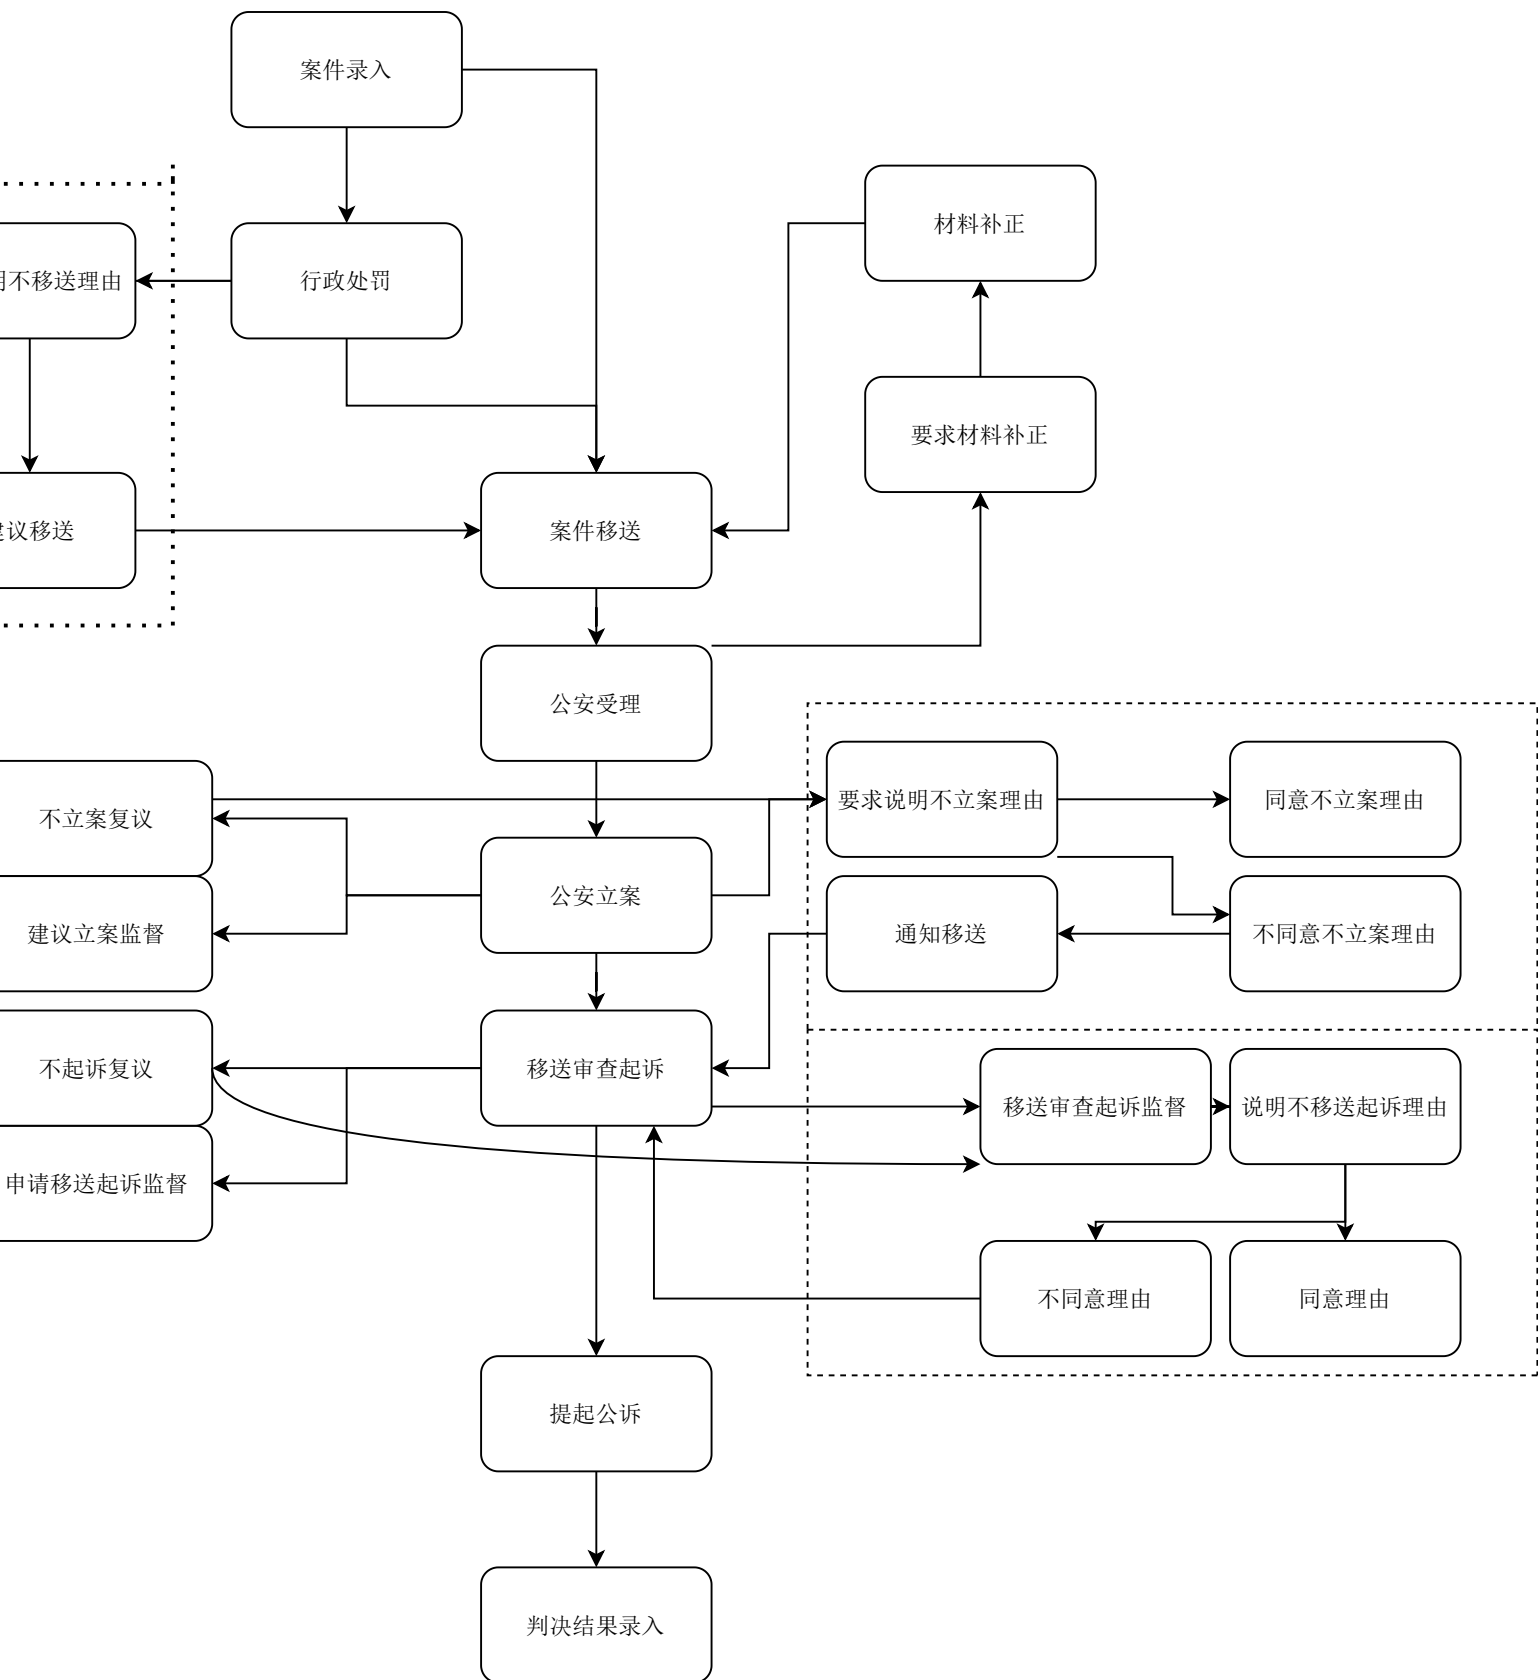 案件录入
材料补正
明不移送理由
行政处罚
要求材料补正
建议移送
案件移送
公安受理
要求说明不立案理由
同意不立案理由
不立案复议
公安立案
建议立案监督
通知移送
不同意不立案理由
不起诉复议
移送审查起诉
移送审查起诉监督
说明不移送起诉理由
申请移送起诉监督
不同意理由
同意理由
提起公诉
判决结果录入